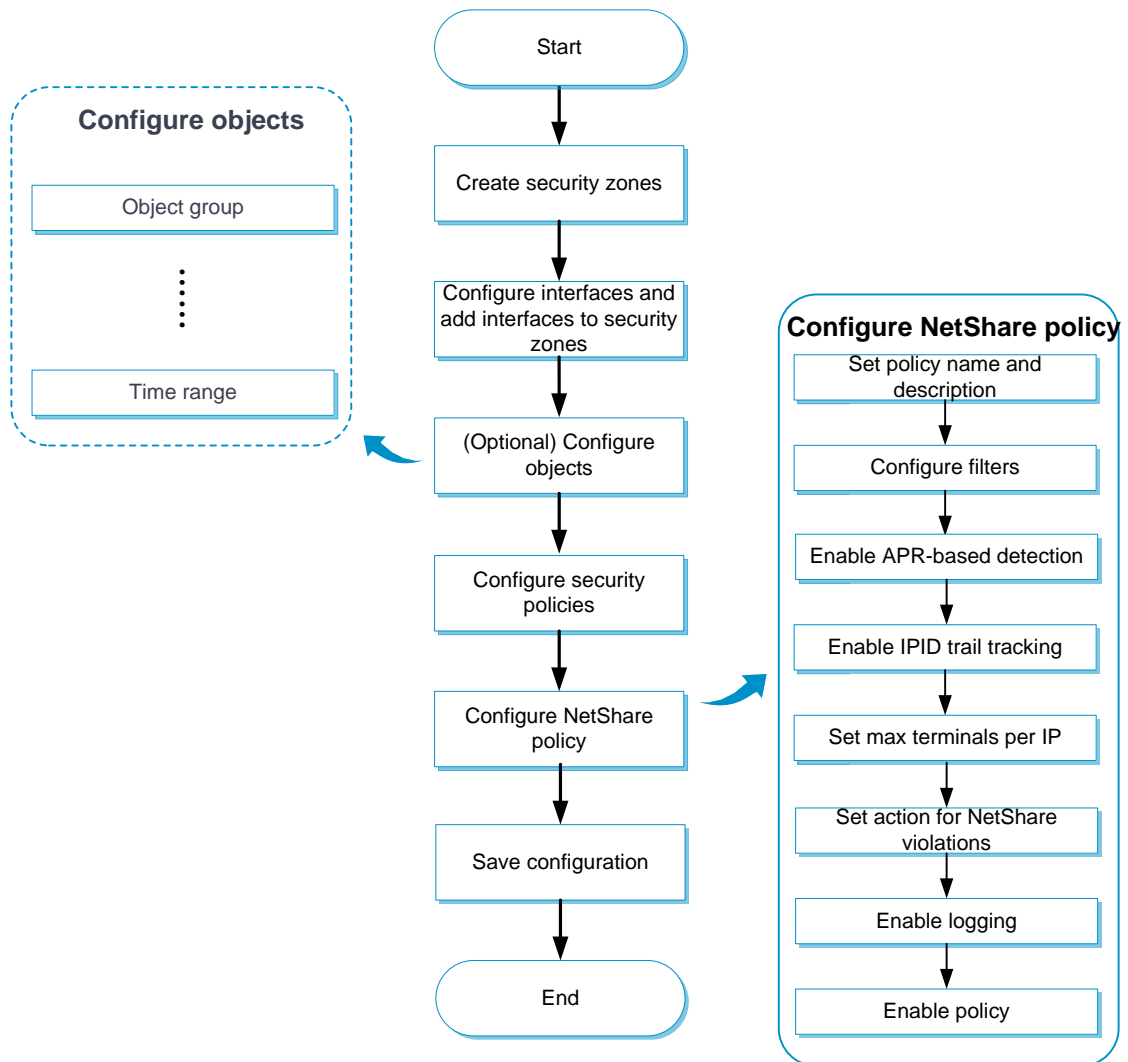 Start
Configure objects
Object group
Time range
Create security zones
Configure interfaces and
add interfaces to security
zones
(Optional) Configure
objects
Configure security
policies
Configure NetShare
policy
Save configuration
End
Configure NetShare policy
Set policy name and
description
Configure filters
Enable APR-based detection
Enable IPID trail tracking
Set max terminals per IP
Set action for NetShare
violations
Enable logging
Enable policy